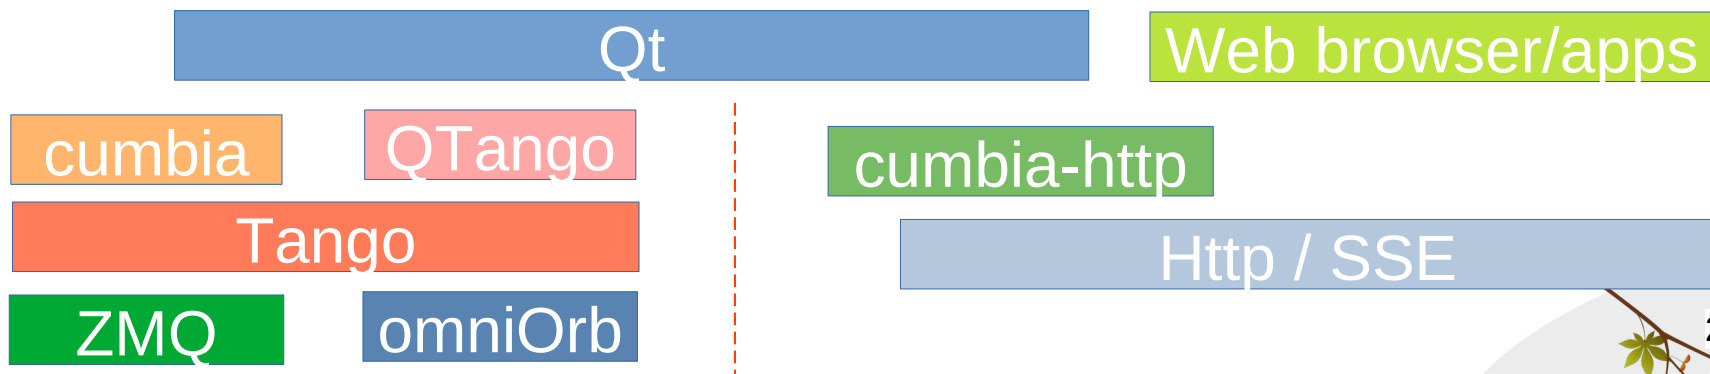 Qt
Web browser/apps
cumbia
QTango
cumbia-http
Tango
Http / SSE
ZMQ
omniOrb